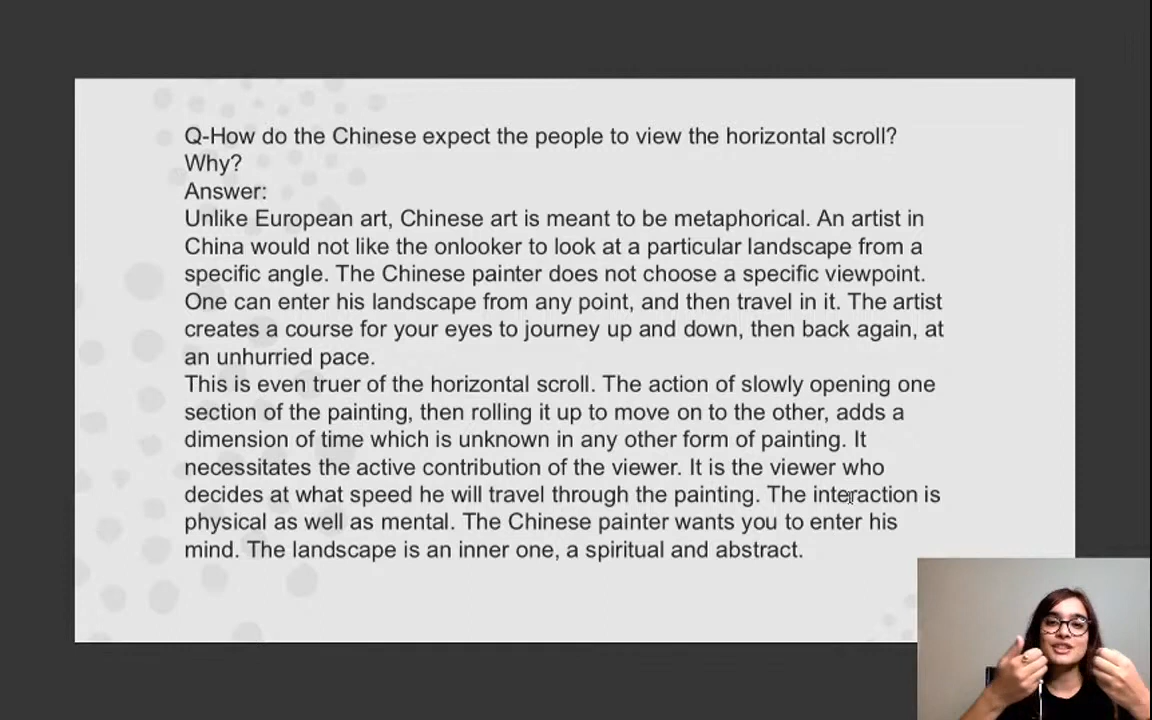 Q-How do the Chinese expect the people to view the horizontal scroll?
Why?
Answer:
Unlike European art, Chinese art is meant to be metaphorical. An artist in
China would not like the onlooker to look at a particular landscape from a
specific angle. The Chinese painter does not choose a specific viewpoint.
One can enter his landscape from any point, and then travel in it. The artist
creates a course for your eyes to journey up and down, then back again, at
an unhurried pace.
This is even truer of the horizontal scroll. The action of slowly opening one
section of the painting, then rolling it up to move on to the other, adds a
dimension of time which is unknown in any other form of painting. It
necessitates the active contribution of the viewer. It is the viewer who
decides at what speed he will travel through the painting. The interaction is
physical as well as mental. The Chinese painter wants you to enter his
mind. The landscape is an inner one, a spiritual and abstract.